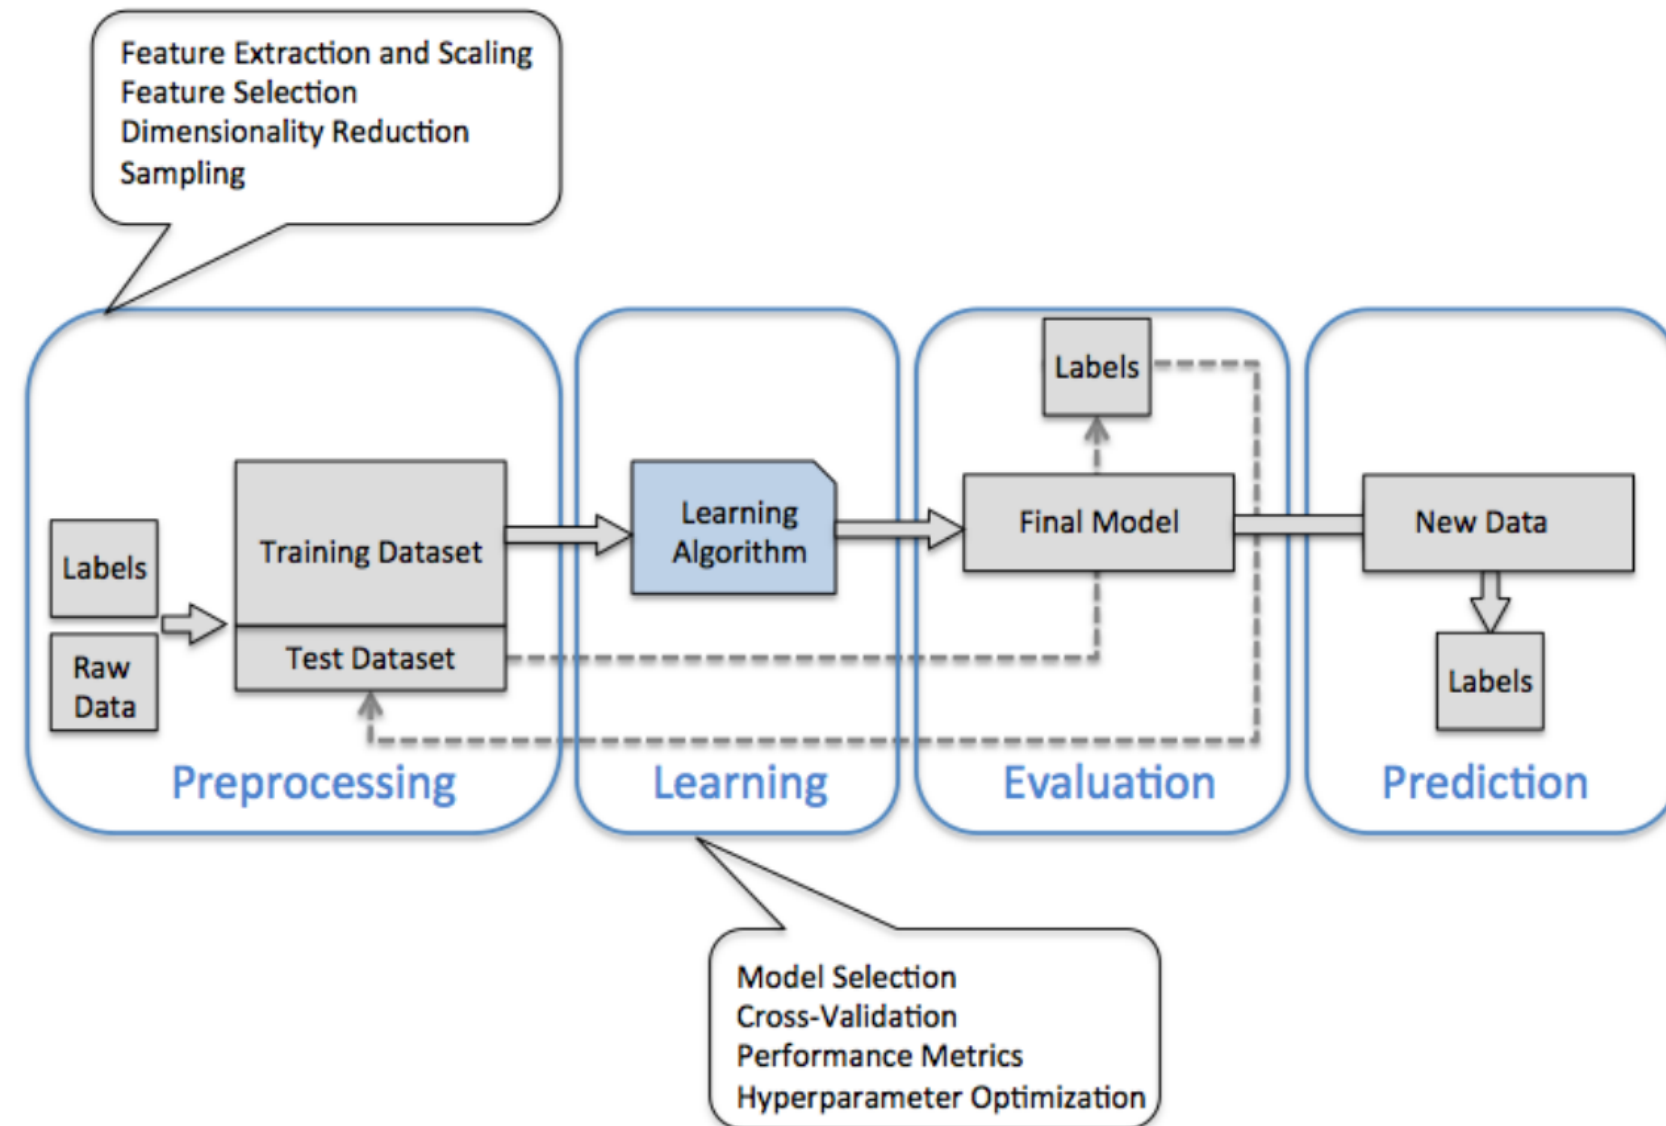 Feature Extraction and Scaling
Feature Selection
Dimensionality Reduction
Sampling
Labels
Raw
Data
Training Dataset
Test Dataset
Preprocessing
Learning
Algorithm
Learning
Labels
Final Model
Evaluation
New Data
Labels
Prediction
Model Selection
Cross-Validation
Performance Metrics
Hyperparameter Optimization